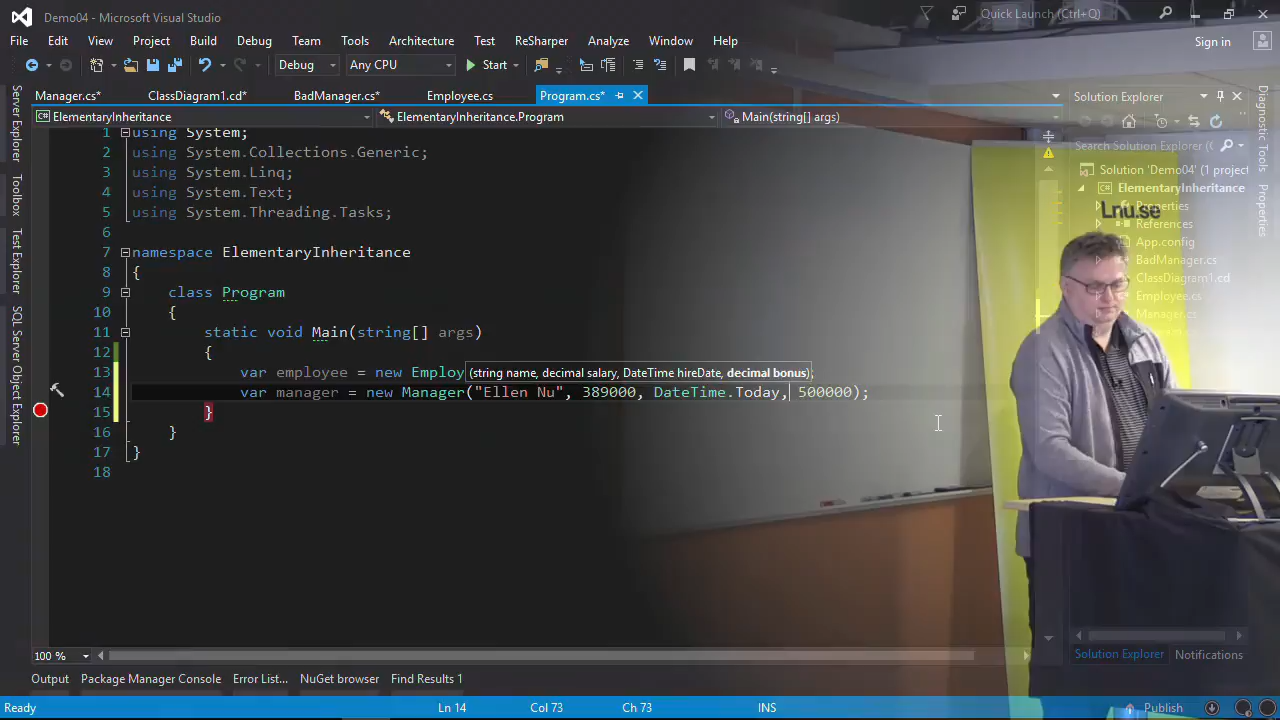 Demo04 - Microsoft Visual Studio
Quick Launch (Ctrl+Q)
File Edit View Project Build Debug Team Tools Architecture Test ReSharper Analyze Window Help
Sign in
Debug Any CPU Start
Manager.cs* ClassDiagram1.cd* BadManager.cs* Employee.cs Program.cs*
Solution Explorer
ElementaryInheritance ElementaryInheritance.Program Main(string[] args)
Server Explorer
Toolbox
Test Explorer
SQL Server Object Explorer
1 using System;
2 using System.Collections.Generic;
3 using System.Linq;
4 using System.Text;
5 using System.Threading.Tasks;
6
7 namespace ElementaryInheritance
8 {
9 class Program
10 {
11 static void Main(string[] args)
12 {
13 var employee = new Employ
(string name, decimal salary, DateTime hireDate, decimal bonus)
14 var manager = new Manager("Ellen Nu", 389000, DateTime.Today, 500000);
15 }
16 }
17 }
18
Search Solution Explorer (
Solution 'Demo04' (1 project
ElementaryInheritance
Properties
Lnu.se
References
App.config
BadManager.cs
ClassDiagram1.cd
Employee.cs
Manager.cs
Diagnostic Tools
Properties
100 %
Solution Explorer Notifications
Output Package Manager Console Error List... NuGet browser Find Results 1
Ready Ln 14 Col 73 Ch 73 INS Publish